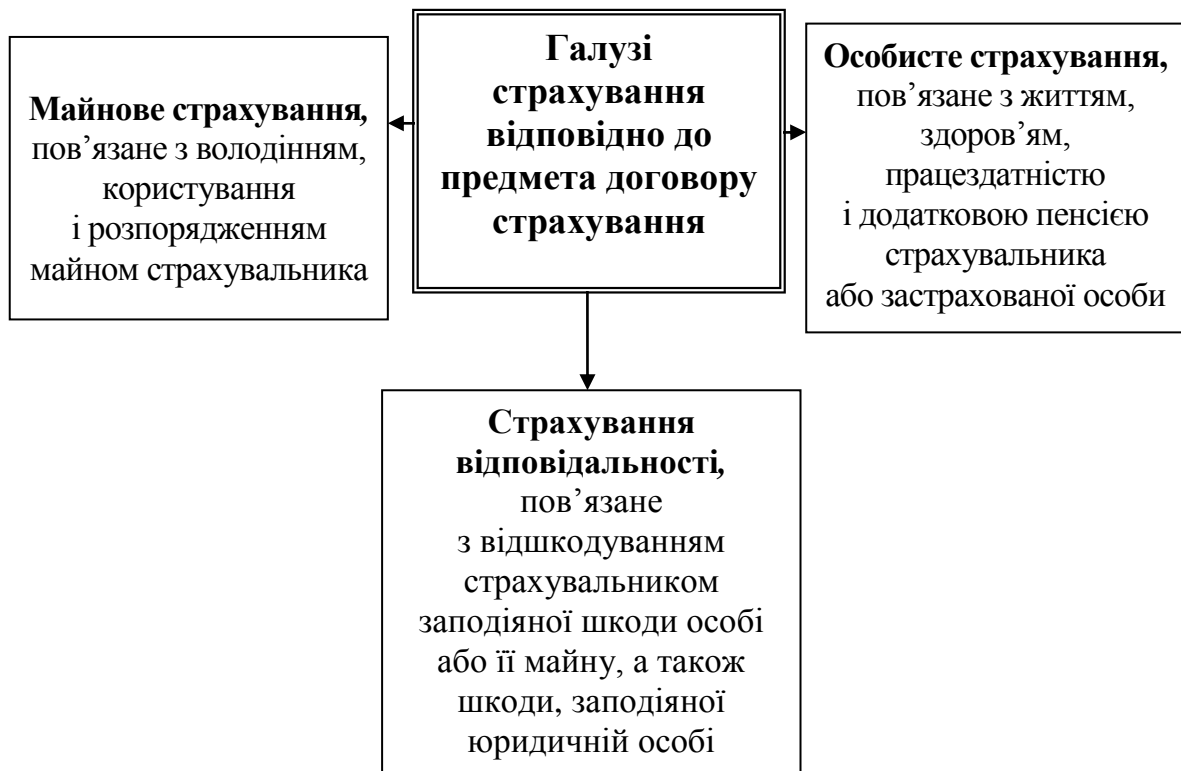 Майнове страхування,
пов’язане з володінням,
користування
і розпорядженням
майном страхувальника
Галузі
страхування
відповідно до
предмета договору
страхування
Особисте страхування,
пов’язане з життям,
здоров’ям,
працездатністю
і додатковою пенсією
страхувальника
або застрахованої особи
Страхування
відповідальності,
пов’язане
з відшкодуванням
страхувальником
заподіяної шкоди особі
або її майну, а також
шкоди, заподіяної
юридичній особі